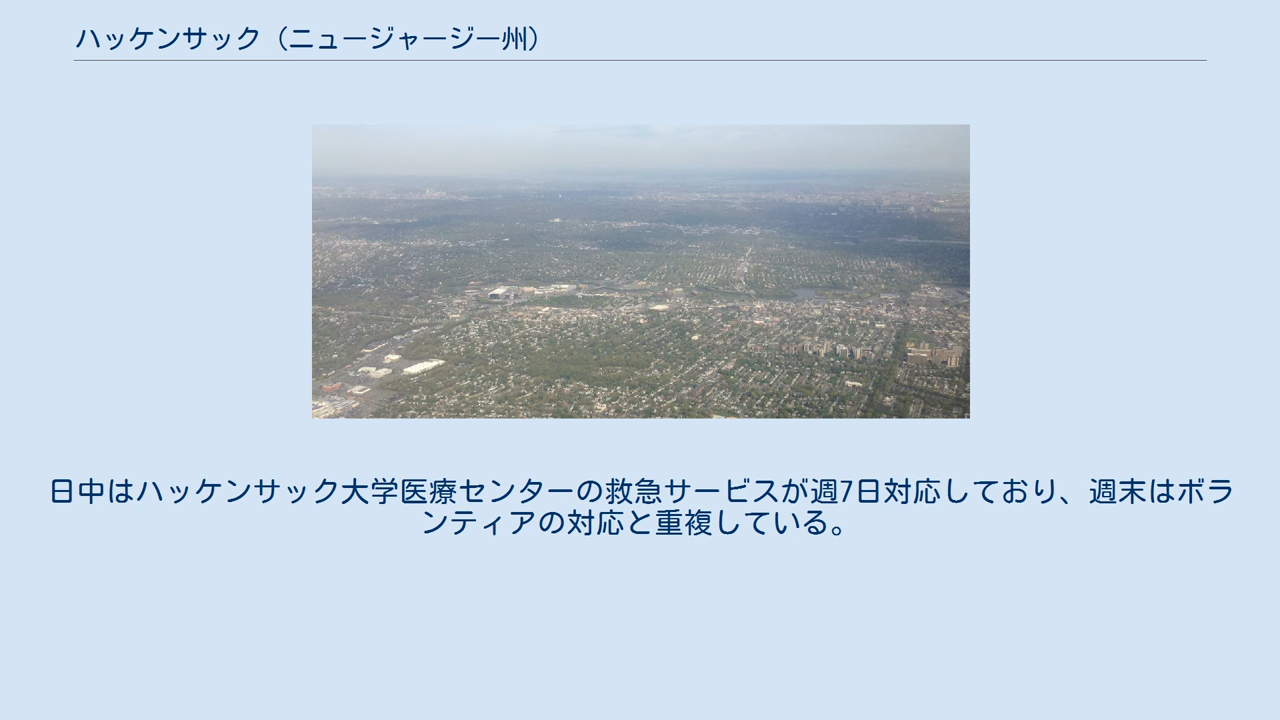 ハッケンサック（ニュージャージー州）
日中はハッケンサック大学医療センターの救急サービスが週7日対応しており、週末はボラ
ンティアの対応と重複している。